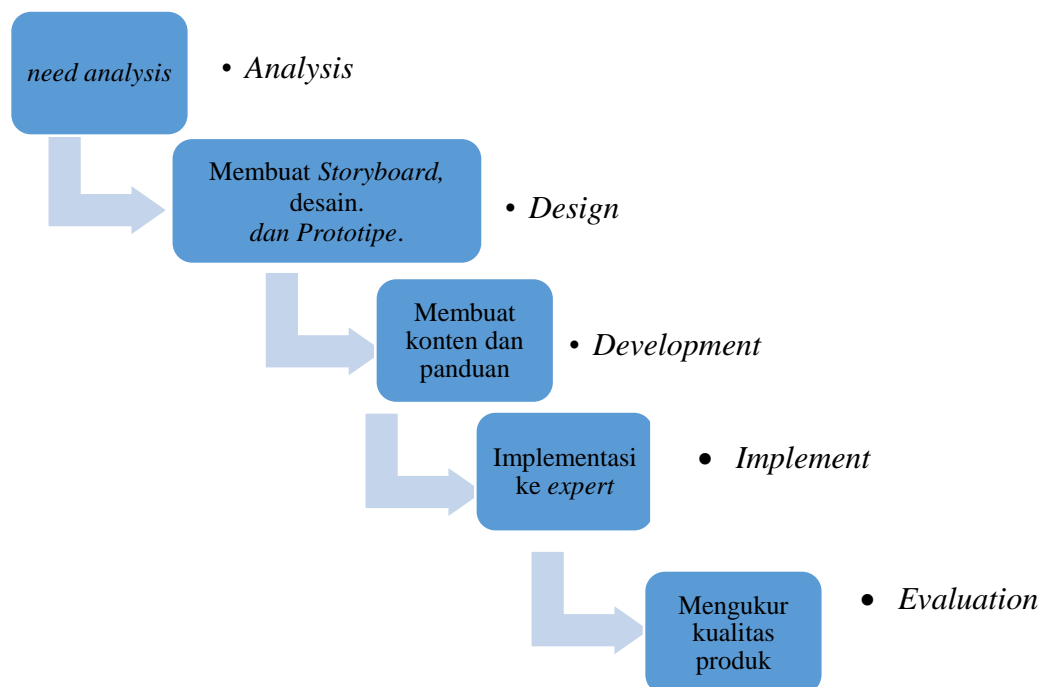 need analysis
• Analysis
Membuat Storyboard,
desain.
dan Prototipe.
• Design
Membuat
konten dan
panduan
• Development
Implementasi
ke expert
• Implement
Mengukur
kualitas
produk
• Evaluation